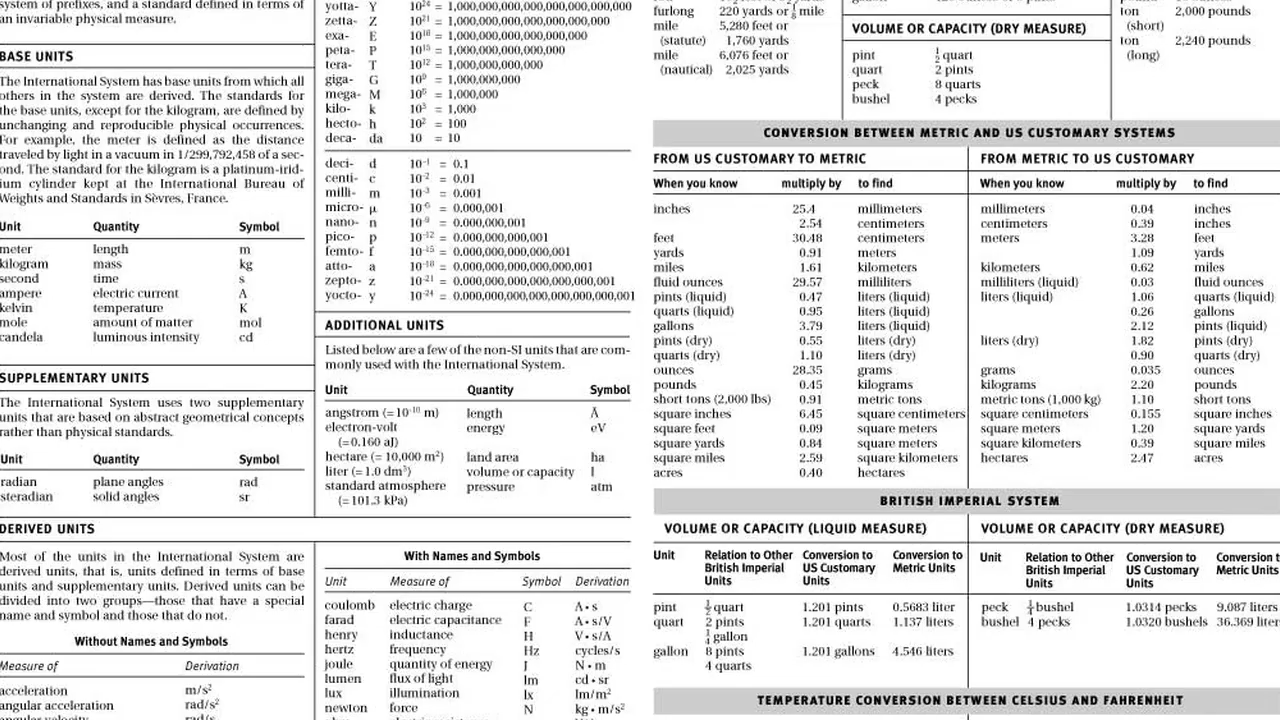 system of prefixes, and a standard defined in terms of
an invariable physical measure.
BASE UNITS
The International System has base units from which all
others in the system are derived. The standards for
the base units, except for the kilogram, are defined by
unchanging and reproducible physical occurrences.
For example, the meter is defined as the distance
traveled by light in a vacuum in 1/299,792,458 of a sec-
ond. The standard for the kilogram is a platinum-irid-
ium cylinder kept at the International Bureau of
Weights and Standards in Sèvres, France.
Unit Quantity Symbol
meter length m
kilogram mass kg
second time s
ampere electric current A
kelvin temperature K
mole amount of matter mol
candela luminous intensity cd
SUPPLEMENTARY UNITS
The International System uses two supplementary
units that are based on abstract geometrical concepts
rather than physical standards.
Unit Quantity Symbol
radian plane angles rad
steradian solid angles sr
DERIVED UNITS
Most of the units in the International System are
derived units, that is, units defined in terms of base
units and supplementary units. Derived units can be
divided into two groups—those that have a special
name and symbol and those that do not.
Without Names and Symbols
Measure of Derivation
acceleration m/s²
angular acceleration rad/s²
angular velocity rad/s
yotta- Y 10²⁴ = 1,000,000,000,000,000,000,000,000
zetta- Z 10²¹ = 1,000,000,000,000,000,000,000
exa- E 10¹⁸ = 1,000,000,000,000,000,000
peta- P 10¹⁵ = 1,000,000,000,000,000
tera- T 10¹² = 1,000,000,000,000
giga- G 10⁹ = 1,000,000,000
mega- M 10⁶ = 1,000,000
kilo- k 10³ = 1,000
hecto- h 10² = 100
deca- da 10 = 10
deci- d 10⁻¹ = 0.1
centi- c 10⁻² = 0.01
milli- m 10⁻³ = 0.001
micro- μ 10⁻⁶ = 0.000,001
nano- n 10⁻⁹ = 0.000,000,001
pico- p 10⁻¹² = 0.000,000,000,001
femto- f 10⁻¹⁵ = 0.000,000,000,000,001
atto- a 10⁻¹⁸ = 0.000,000,000,000,000,001
zepto- z 10⁻²¹ = 0.000,000,000,000,000,000,001
yocto- y 10⁻²⁴ = 0.000,000,000,000,000,000,000,001
ADDITIONAL UNITS
Listed below are a few of the non-SI units that are com-
monly used with the International System.
Unit Quantity Symbol
angstrom (=10⁻¹⁰ m) length Å
electron-volt energy eV
(=0.160 aJ)
hectare (= 10,000 m²) land area ha
liter (= 1.0 dm³) volume or capacity l
standard atmosphere pressure atm
(= 101.3 kPa)
With Names and Symbols
Unit Measure of Symbol Derivation
coulomb electric charge C A • s
farad electric capacitance F A • s/V
henry inductance H V • s/A
hertz frequency Hz cycles/s
joule quantity of energy J N • m
lumen flux of light lm cd • sr
lux illumination lx lm/m²
newton force N kg • m/s²
furlong 220 yards or ⅛ mile
mile 5,280 feet or
(statute) 1,760 yards
mile 6,076 feet or
(nautical) 2,025 yards
VOLUME OR CAPACITY (DRY MEASURE)
pint ½ quart
quart 2 pints
peck 8 quarts
bushel 4 pecks
ton 2,000 pounds
(short)
ton 2,240 pounds
(long)
CONVERSION BETWEEN METRIC AND US CUSTOMARY SYSTEMS
FROM US CUSTOMARY TO METRIC
When you know multiply by to find
inches 25.4 millimeters
2.54 centimeters
feet 30.48 centimeters
yards 0.91 meters
miles 1.61 kilometers
fluid ounces 29.57 milliliters
pints (liquid) 0.47 liters (liquid)
quarts (liquid) 0.95 liters (liquid)
gallons 3.79 liters (liquid)
pints (dry) 0.55 liters (dry)
quarts (dry) 1.10 liters (dry)
ounces 28.35 grams
pounds 0.45 kilograms
short tons (2,000 lbs) 0.91 metric tons
square inches 6.45 square centimeters
square feet 0.09 square meters
square yards 0.84 square meters
square miles 2.59 square kilometers
acres 0.40 hectares
FROM METRIC TO US CUSTOMARY
When you know multiply by to find
millimeters 0.04 inches
centimeters 0.39 inches
meters 3.28 feet
1.09 yards
kilometers 0.62 miles
milliliters (liquid) 0.03 fluid ounces
liters (liquid) 1.06 quarts (liquid)
0.26 gallons
2.12 pints (liquid)
liters (dry) 1.82 pints (dry)
0.90 quarts (dry)
grams 0.035 ounces
kilograms 2.20 pounds
metric tons (1,000 kg) 1.10 short tons
square centimeters 0.155 square inches
square meters 1.20 square yards
square kilometers 0.39 square miles
hectares 2.47 acres
BRITISH IMPERIAL SYSTEM
VOLUME OR CAPACITY (LIQUID MEASURE)
Unit Relation to Other Conversion to Conversion to
British Imperial US Customary Metric Units
Units Units
pint ½ quart 1.201 pints 0.5683 liter
quart 2 pints 1.201 quarts 1.137 liters
¼ gallon
gallon 8 pints 1.201 gallons 4.546 liters
4 quarts
VOLUME OR CAPACITY (DRY MEASURE)
Unit Relation to Other Conversion to Conversion t
British Imperial US Customary Metric Units
Units Units
peck ¼ bushel 1.0314 pecks 9.087 liters
bushel 4 pecks 1.0320 bushels 36.369 liters
TEMPERATURE CONVERSION BETWEEN CELSIUS AND FAHRENHEIT